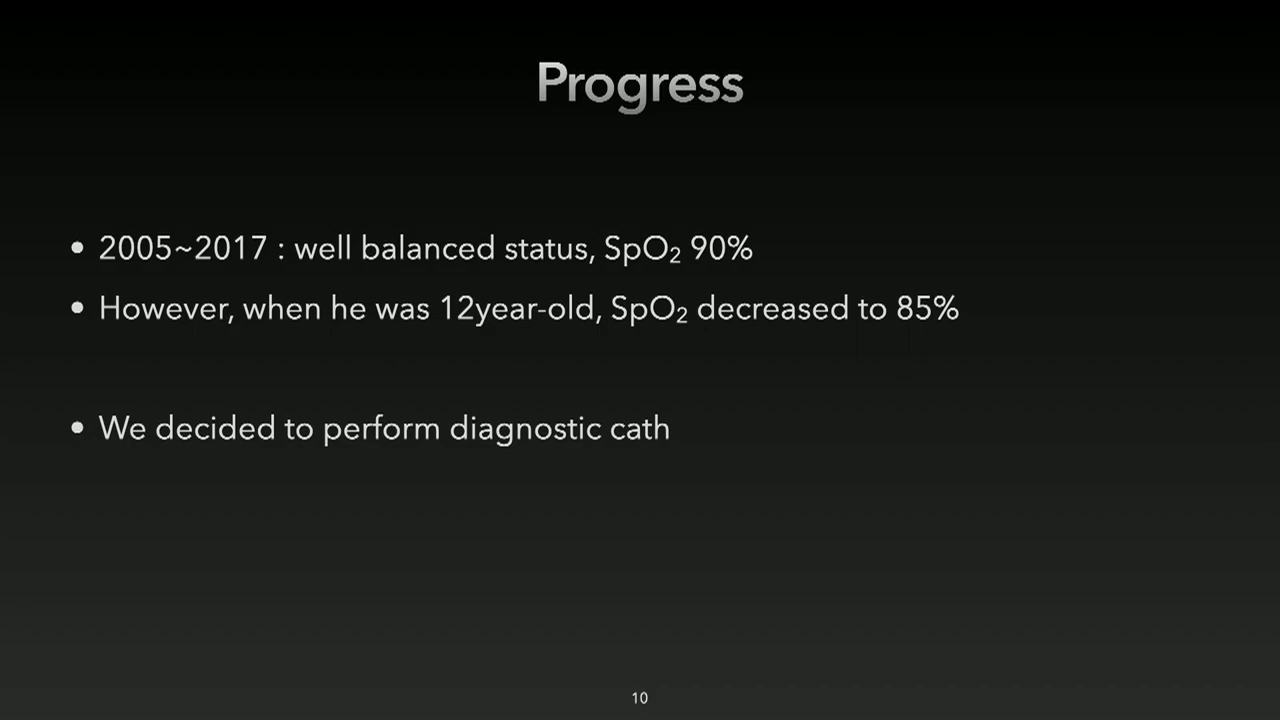 Progress
• 2005~2017 : well balanced status, SpO₂ 90%
• However, when he was 12year-old, SpO₂ decreased to 85%
• We decided to perform diagnostic cath
10